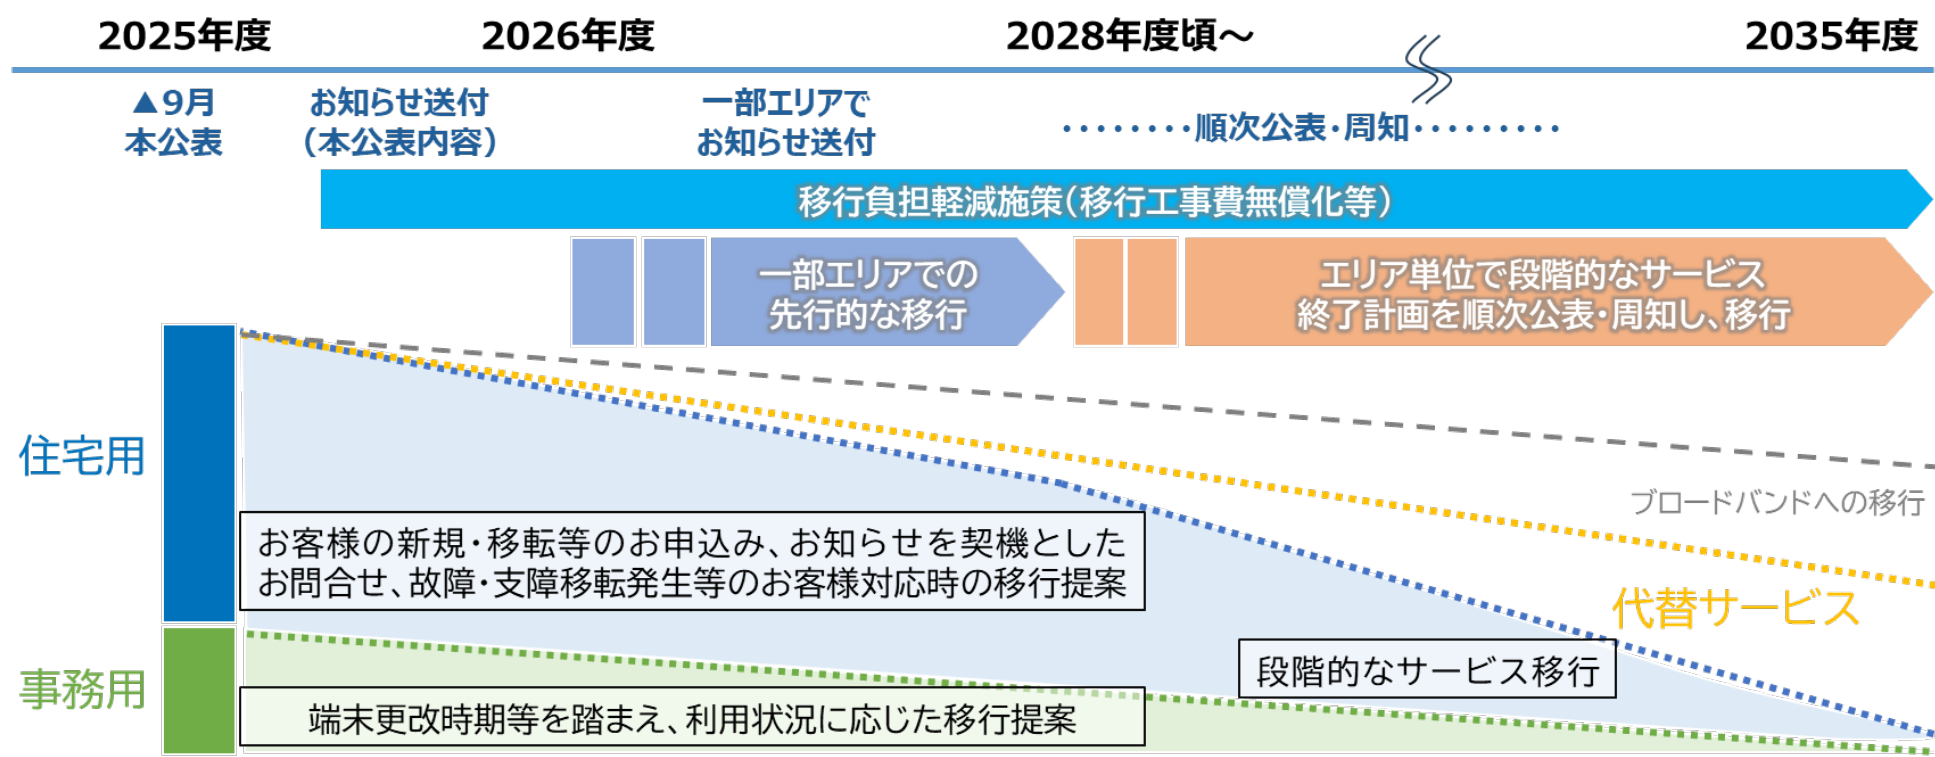 2025年度
2026年度
2028年度頃～
2035年度
▲9月
本公表
お知らせ送付
（本公表内容）
一部エリアで
お知らせ送付
‥‥‥‥順次公表・周知‥‥‥‥・
移行負担軽減施策（移行工事費無償化等）
一部エリアでの
先行的な移行
エリア単位で段階的なサービス
終了計画を順次公表・周知し、移行
住宅用
ブロードバンドへの移行
お客様の新規・移転等のお申込み、お知らせを契機とした
お問合せ、故障・支障移転発生等のお客様対応時の移行提案
代替サービス
段階的なサービス移行
事務用
端末更改時期等を踏まえ、利用状況に応じた移行提案